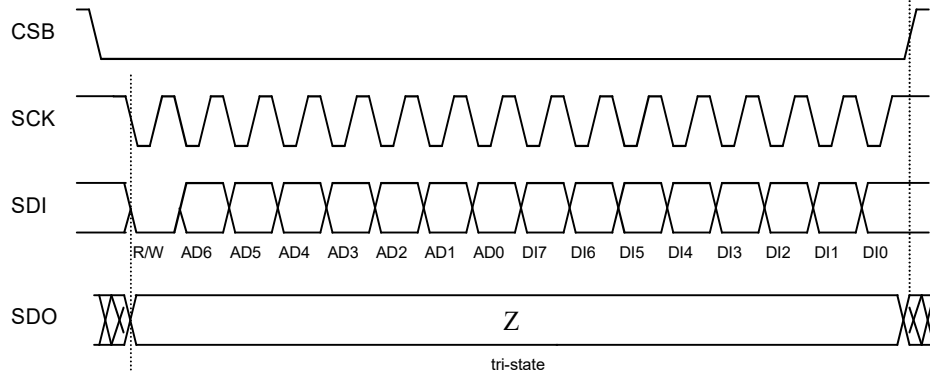 CSB
SCK
SDI
R/W AD6 AD5 AD4 AD3 AD2 AD1 AD0 DI7 DI6 DI5 DI4 DI3 DI2 DI1 DI0
SDO
Z
tri-state